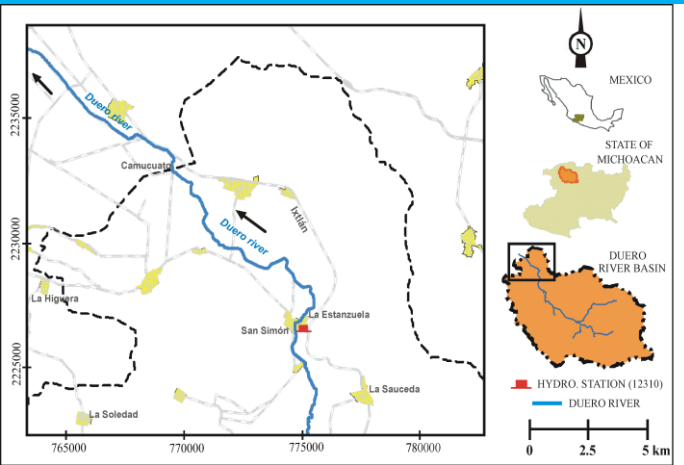 2235000
2230000
2225000
Duero river
Camucuato
Ixtlán
Duero river
La Higuera
La Estanzuela
San Simón
La Sauceda
La Soledad
765000
770000
775000
780000
N
MEXICO
STATE OF
MICHOACAN
DUERO
RIVER BASIN
HYDRO. STATION (12310)
DUERO RIVER
0
2.5
5 km